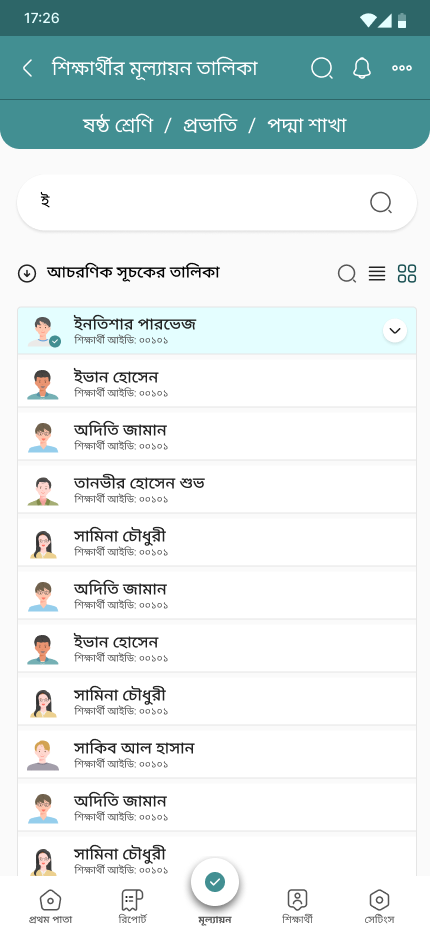 17:26
শিক্ষার্থীর মূল্যায়ন তালিকা
ষষ্ঠ শ্রেণি / প্রভাতি / পদ্মা শাখা
ই
আচরণিক সূচকের তালিকা
ইনতিশার পারভেজ
শিক্ষার্থী আইডি: ০০১০১
ইভান হোসেন
শিক্ষার্থী আইডি: ০০১০১
অদিতি জামান
শিক্ষার্থী আইডি: ০০১০১
তানভীর হোসেন শুভ
শিক্ষার্থী আইডি: ০০১০১
সামিনা চৌধুরী
শিক্ষার্থী আইডি: ০০১০১
অদিতি জামান
শিক্ষার্থী আইডি: ০০১০১
ইভান হোসেন
শিক্ষার্থী আইডি: ০০১০১
সামিনা চৌধুরী
শিক্ষার্থী আইডি: ০০১০১
সাকিব আল হাসান
শিক্ষার্থী আইডি: ০০১০১
অদিতি জামান
শিক্ষার্থী আইডি: ০০১০১
সামিনা চৌধুরী
শিক্ষার্থী আইডি: ০০১০১
প্রথম পাতা রিপোর্ট মূল্যায়ন শিক্ষার্থী সেটিংস